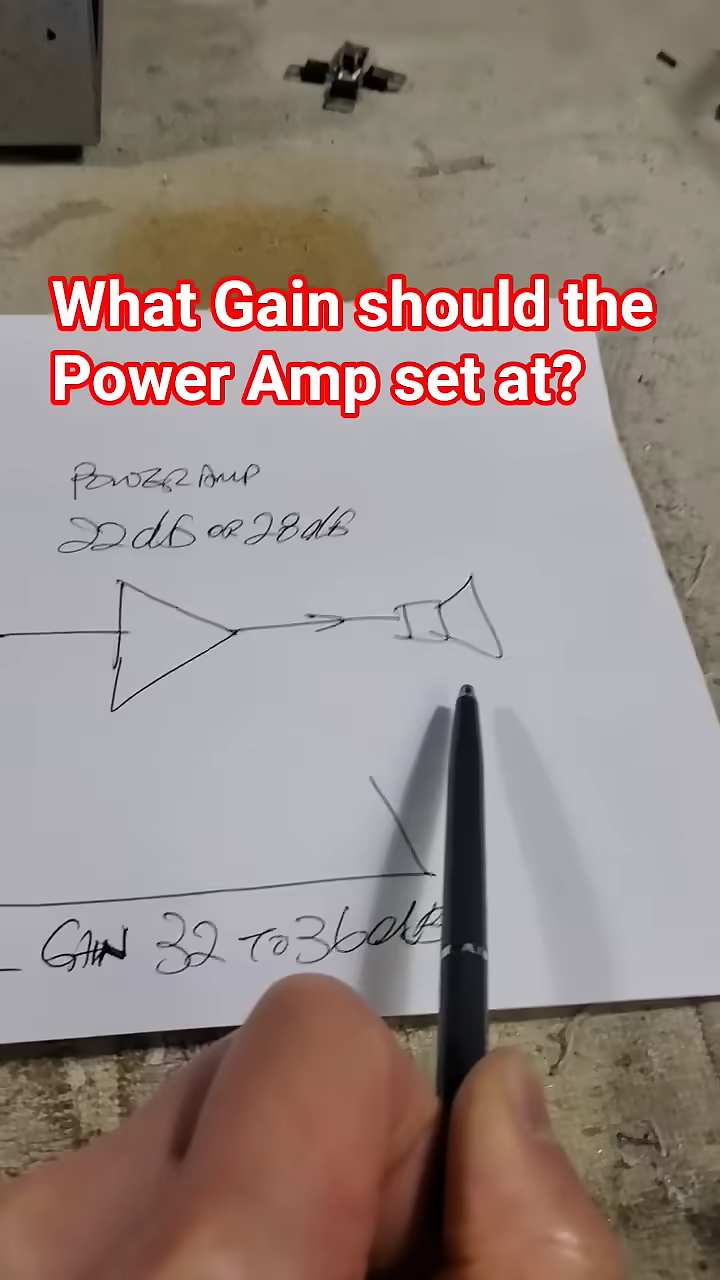 What Gain should the
Power Amp set at?
POWER AMP
22dB OR 28dB
GAIN 32 TO 36dB